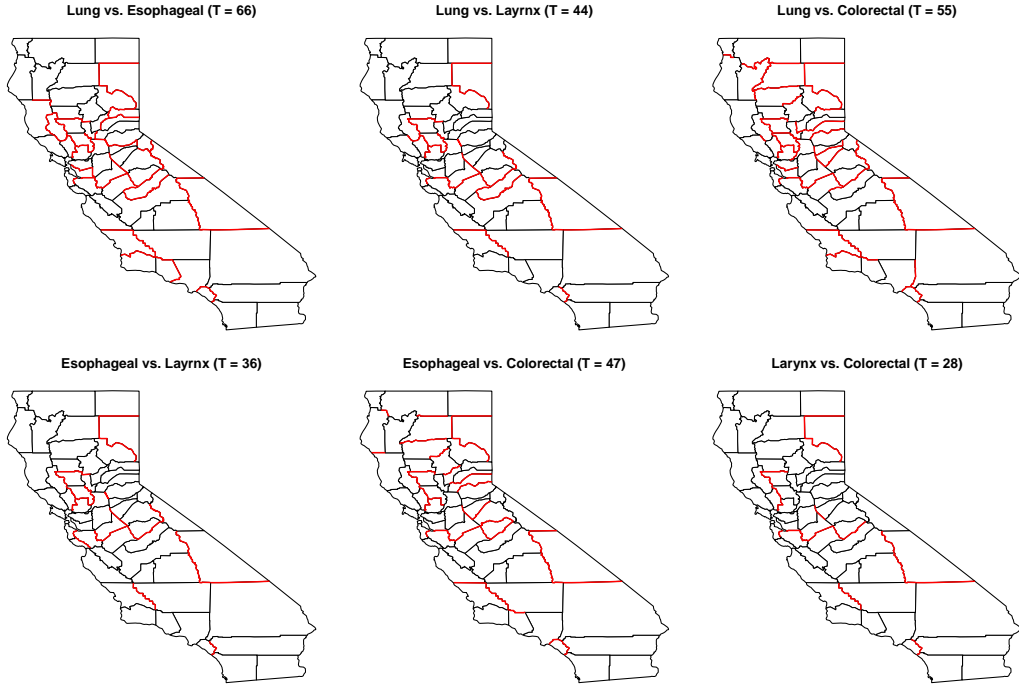 Lung vs. Esophageal (T = 66)
Lung vs. Layrnx (T = 44)
Lung vs. Colorectal (T = 55)
Esophageal vs. Layrnx (T = 36)
Esophageal vs. Colorectal (T = 47)
Larynx vs. Colorectal (T = 28)